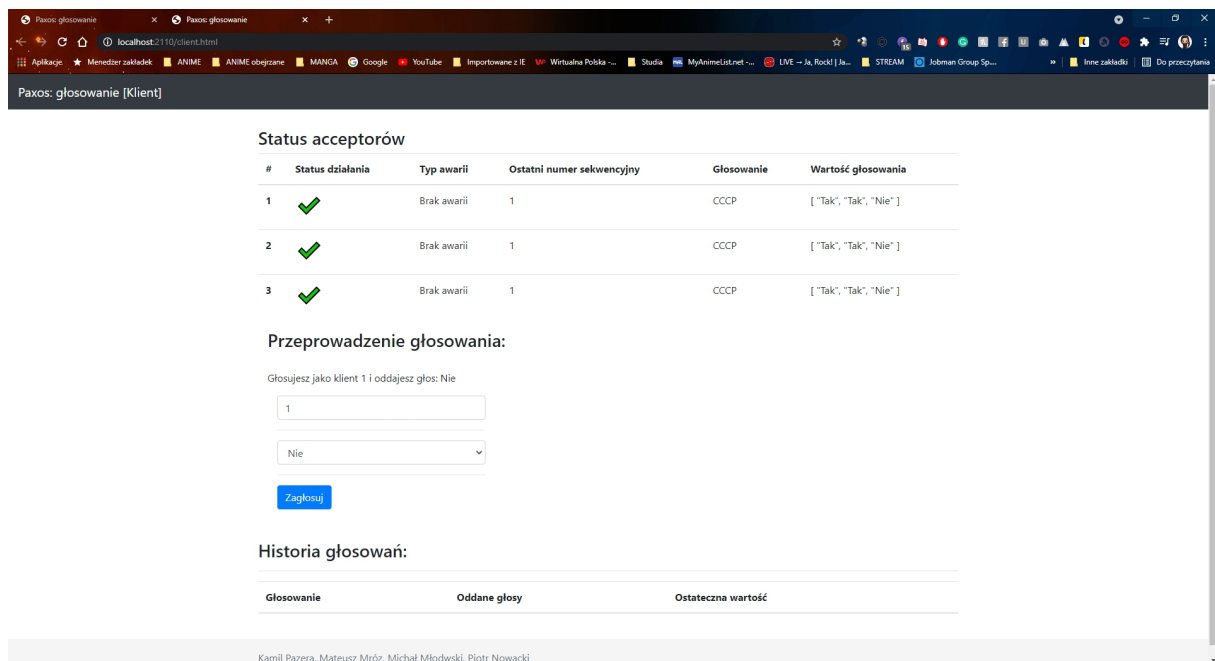 Paxos: głosowanie
Paxos: głosowanie
localhost:2110/client.html
15
Aplikacje Menedżer zakładek ANIME ANIME obejrzane MANGA Google YouTube Importowane z IE Wirtualna Polska -... Studia MyAnimeList.net -... LIVE → Ja, Rock! | Ja... STREAM Jobman Group Sp.... » Inne zakładki Do przeczytania
Paxos: głosowanie [Klient]
Status acceptorów
# Status działania Typ awarii Ostatni numer sekwencyjny Głosowanie Wartość głosowania
1 Brak awarii 1 CCCP [ "Tak", "Tak", "Nie" ]
2 Brak awarii 1 CCCP [ "Tak", "Tak", "Nie" ]
3 Brak awarii 1 CCCP [ "Tak", "Tak", "Nie" ]
Przeprowadzenie głosowania:
Głosujesz jako klient 1 i oddajesz głos: Nie
1
Nie
Zagłosuj
Historia głosowań:
Głosowanie Oddane głosy Ostateczna wartość
Kamil Pazera, Mateusz Mróz, Michał Młodwski, Piotr Nowacki